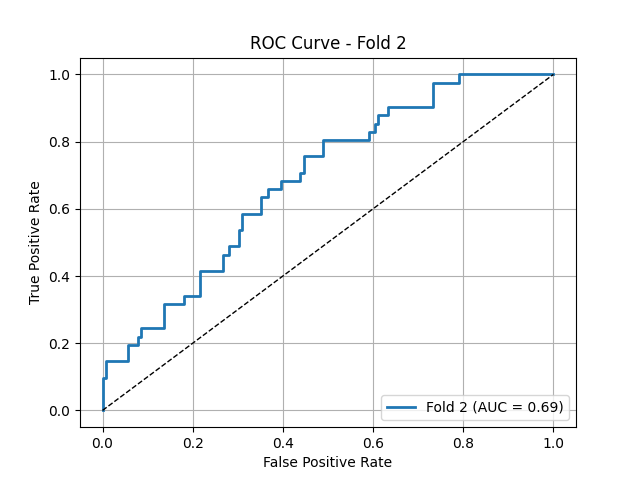 ROC Curve - Fold 2
True Positive Rate
1.0
0.8
0.6
0.4
0.2
0.0
Fold 2 (AUC = 0.69)
0.0 0.2 0.4 0.6 0.8 1.0
False Positive Rate